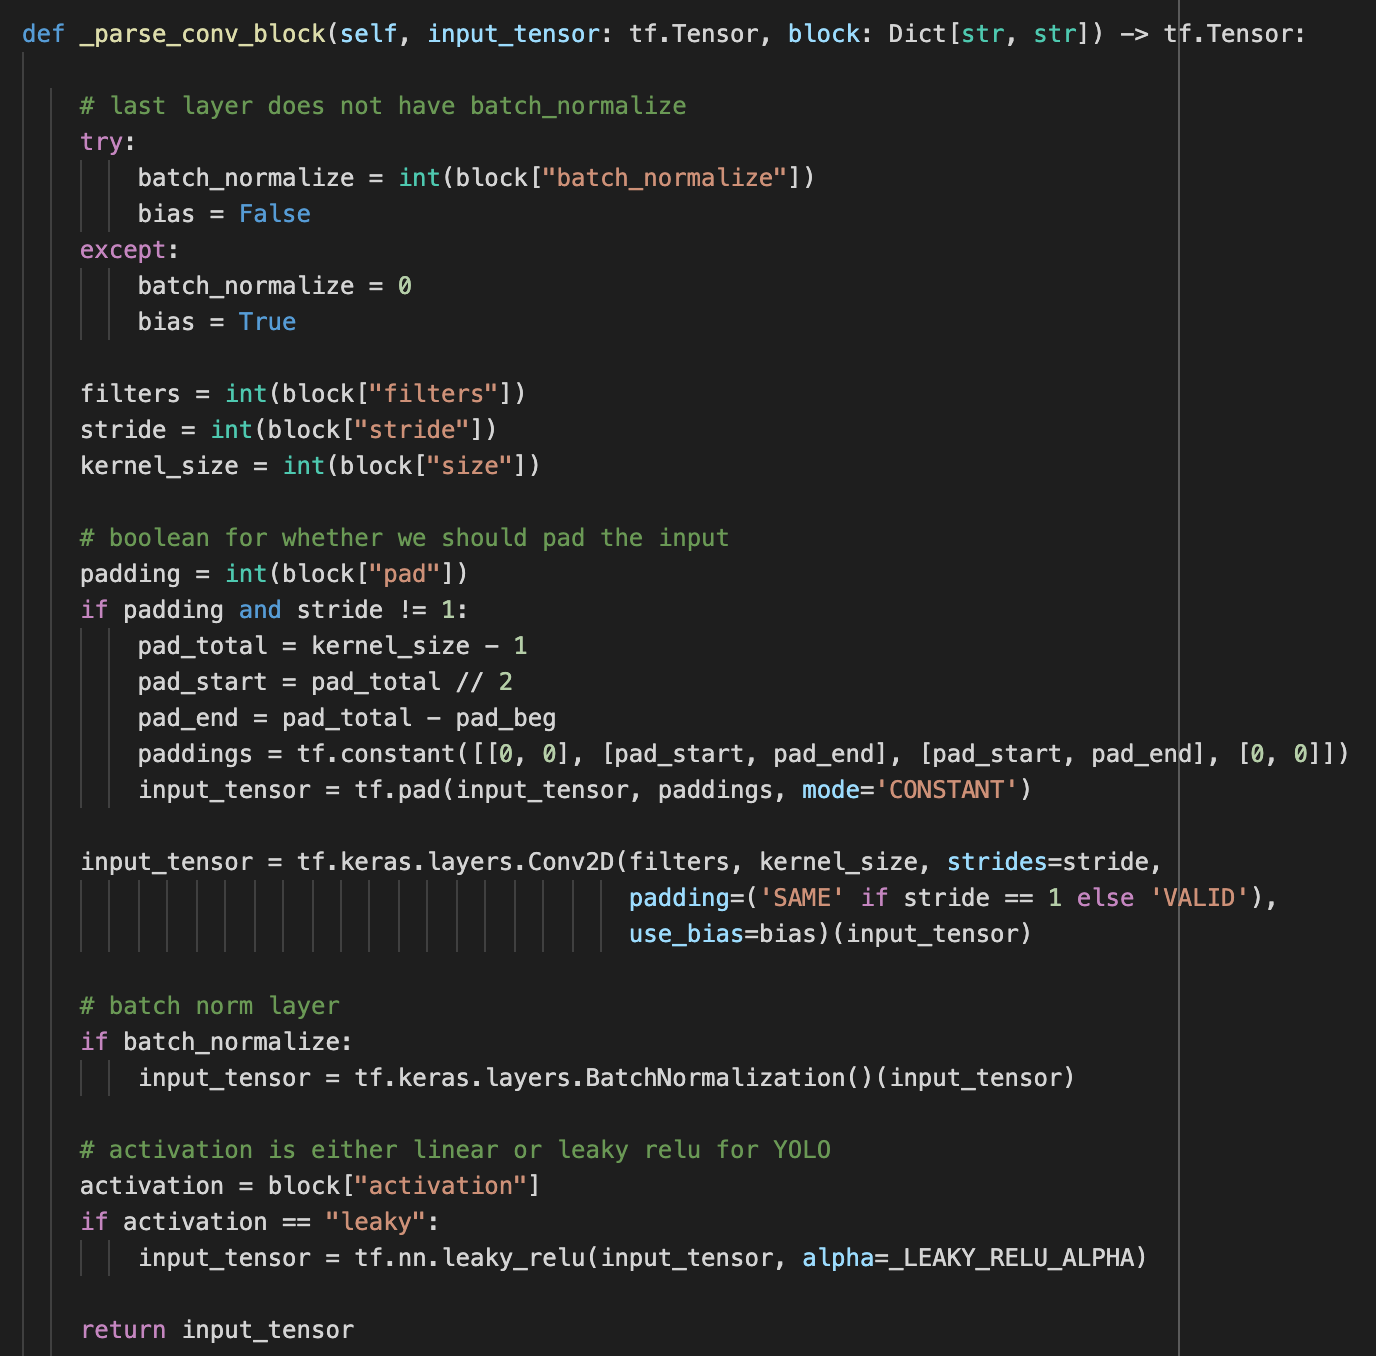 def _parse_conv_block(self, input_tensor: tf.Tensor, block: Dict[str, str]) -> tf.Tensor:
# last layer does not have batch_normalize
try:
batch_normalize = int(block["batch_normalize"])
bias = False
except:
batch_normalize = 0
bias = True
filters = int(block["filters"])
stride = int(block["stride"])
kernel_size = int(block["size"])
# boolean for whether we should pad the input
padding = int(block["pad"])
if padding and stride != 1:
pad_total = kernel_size - 1
pad_start = pad_total // 2
pad_end = pad_total - pad_beg
paddings = tf.constant([[0, 0], [pad_start, pad_end], [pad_start, pad_end], [0, 0]])
input_tensor = tf.pad(input_tensor, paddings, mode='CONSTANT')
input_tensor = tf.keras.layers.Conv2D(filters, kernel_size, strides=stride,
padding=('SAME' if stride == 1 else 'VALID'),
use_bias=bias)(input_tensor)
# batch norm layer
if batch_normalize:
input_tensor = tf.keras.layers.BatchNormalization()(input_tensor)
# activation is either linear or leaky relu for YOLO
activation = block["activation"]
if activation == "leaky":
input_tensor = tf.nn.leaky_relu(input_tensor, alpha=_LEAKY_RELU_ALPHA)
return input_tensor